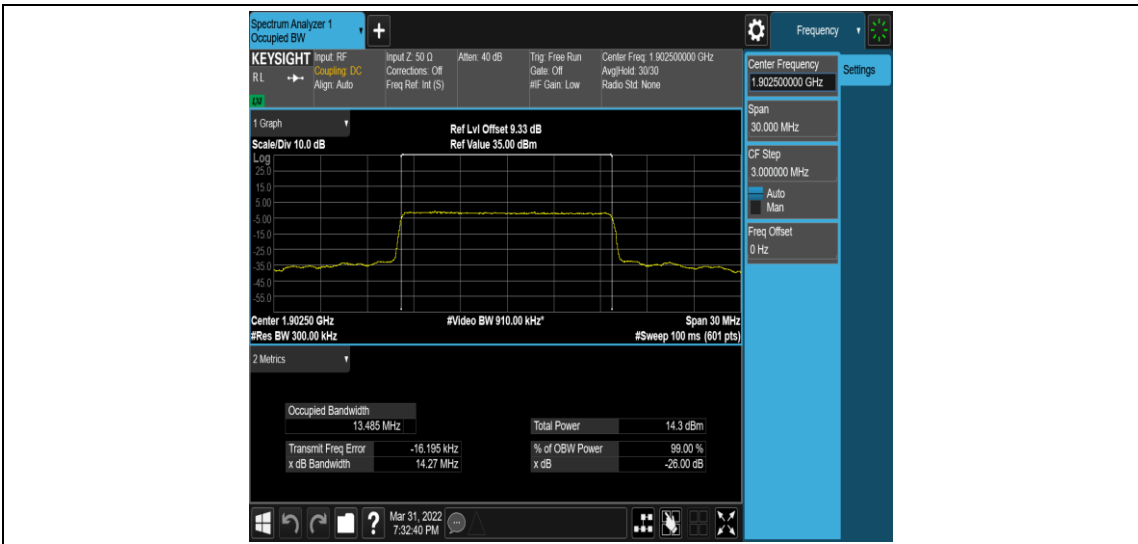 Spectrum Analyzer 1
Occupied BW
+
Frequency
KEYSIGHT
R L
LXI
Input: RF
Coupling: DC
Align: Auto
Input Z: 50 Ω
Corrections: Off
Freq Ref: Int (S)
Atten: 40 dB
Trig: Free Run
Gate: Off
#IF Gain: Low
Center Freq: 1.902500000 GHz
Avg|Hold: 30/30
Radio Std: None
Center Frequency
1.902500000 GHz
Settings
Span
30.000 MHz
CF Step
3.000000 MHz
Auto
Man
Freq Offset
0 Hz
1 Graph
Scale/Div 10.0 dB
Ref Lvl Offset 9.33 dB
Ref Value 35.00 dBm
Log
25.0
15.0
5.00
-5.00
-15.0
-25.0
-35.0
-45.0
-55.0
Center 1.90250 GHz
#Res BW 300.00 kHz
#Video BW 910.00 kHz*
Span 30 MHz
#Sweep 100 ms (601 pts)
2 Metrics
Occupied Bandwidth
13.485 MHz
Total Power 14.3 dBm
Transmit Freq Error -16.195 kHz
% of OBW Power 99.00 %
x dB Bandwidth 14.27 MHz
x dB -26.00 dB
?
Mar 31, 2022
7:32:40 PM